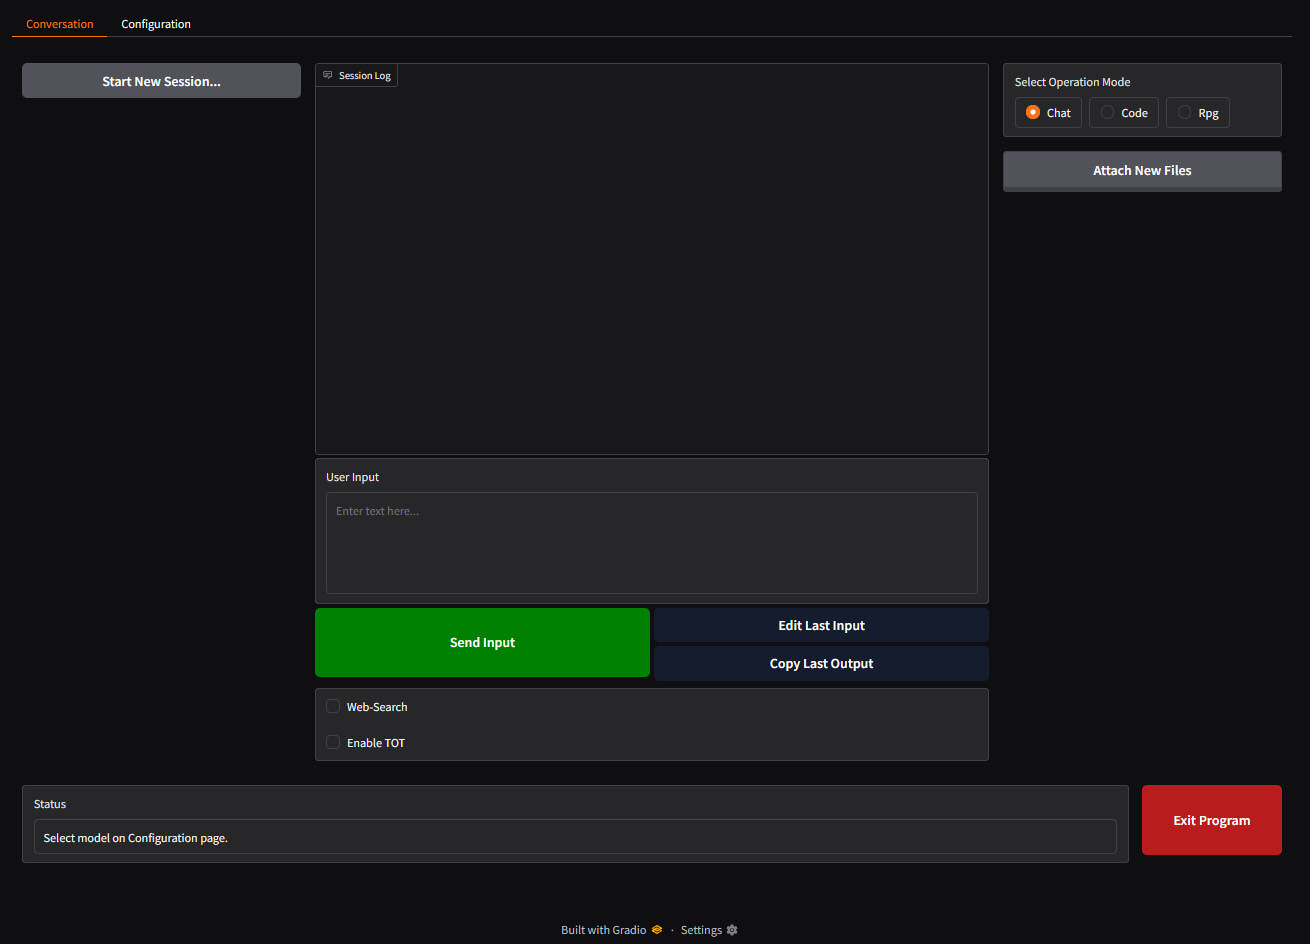 Conversation
Configuration
Start New Session...
Session Log
Select Operation Mode
Chat
Code
Rpg
Attach New Files
User Input
Enter text here...
Send Input
Edit Last Input
Copy Last Output
Web-Search
Enable TOT
Status
Select model on Configuration page.
Exit Program
Built with Gradio · Settings